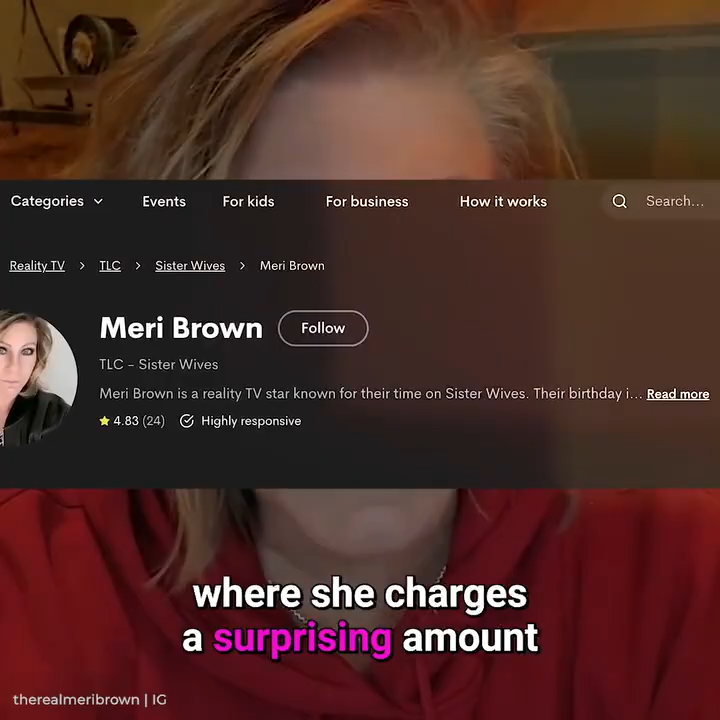 Categories
Events
For kids
For business
How it works
Search...
Reality TV > TLC > Sister Wives > Meri Brown
Meri Brown
Follow
TLC - Sister Wives
Meri Brown is a reality TV star known for their time on Sister Wives. Their birthday i... Read more
4.83 (24)
Highly responsive
where she charges
a surprising amount
therealmeribrown | IG